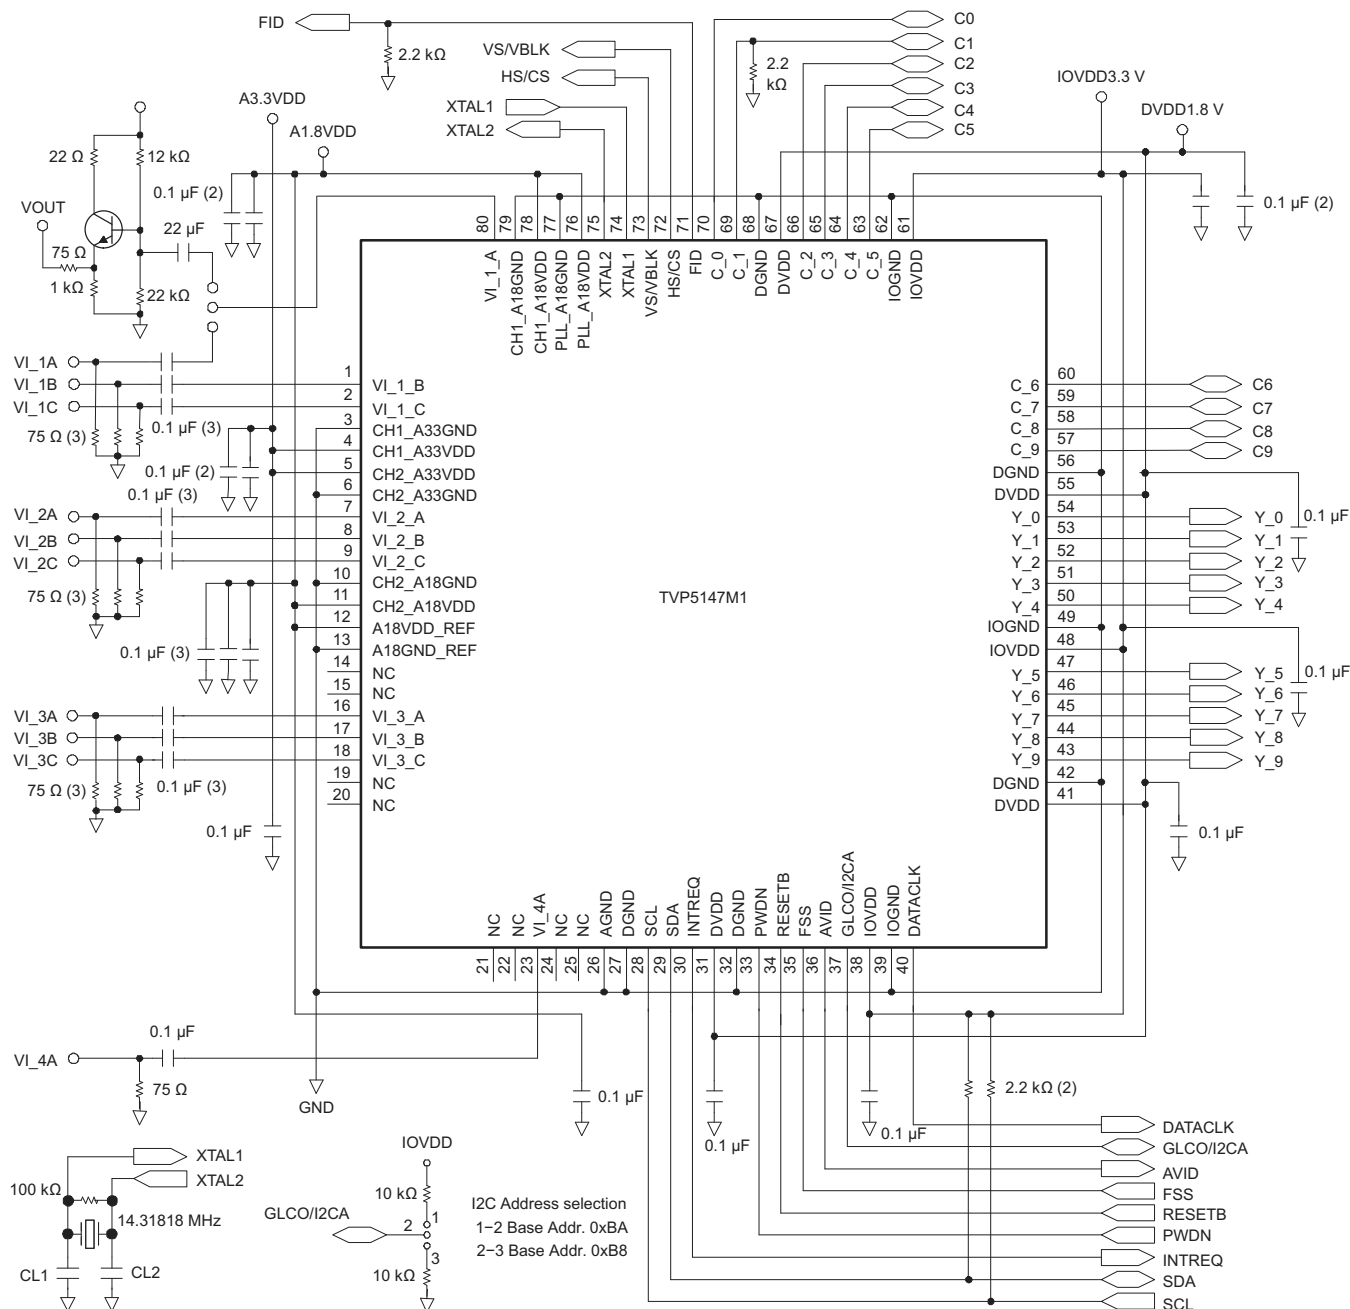 FID
2.2 kΩ
VS/VBLK
HS/CS
XTAL1
XTAL2
C0
C1
C2
C3
C4
C5
2.2
kΩ
IOVDD3.3 V
DVDD1.8 V
0.1 µF (2)
A3.3VDD
A1.8VDD
0.1 µF (2)
22 Ω
12 kΩ
VOUT
22 µF
75 Ω
1 kΩ
22 kΩ
80
79
78
77
76
75
74
73
72
71
70
69
68
67
66
65
64
63
62
61
VI_1_A
CH1_A18GND
CH1_A18VDD
PLL_A18GND
PLL_A18VDD
XTAL2
XTAL1
VS/VBLK
HS/CS
FID
C_0
C_1
DGND
DVDD
C_2
C_3
C_4
C_5
IOGND
IOVDD
VI_1A
VI_1B
VI_1C
0.1 µF (3)
75 Ω (3)
0.1 µF (2)
0.1 µF (3)
VI_2A
VI_2B
VI_2C
75 Ω (3)
0.1 µF (3)
VI_3A
VI_3B
VI_3C
75 Ω (3)
0.1 µF (3)
0.1 µF
1 VI_1_B
2 VI_1_C
3 CH1_A33GND
4 CH1_A33VDD
5 CH2_A33VDD
6 CH2_A33GND
7 VI_2_A
8 VI_2_B
9 VI_2_C
10 CH2_A18GND
11 CH2_A18VDD
12 A18VDD_REF
13 A18GND_REF
14 NC
15 NC
16 VI_3_A
17 VI_3_B
18 VI_3_C
19 NC
20 NC
TVP5147M1
C_6 60 C6
C_7 59 C7
C_8 58 C8
C_9 57 C9
DGND 56
DVDD 55
Y_0 54 Y_0
Y_1 53 Y_1
Y_2 52 Y_2
Y_3 51 Y_3
Y_4 50 Y_4
IOGND 49
IOVDD 48
Y_5 47 Y_5
Y_6 46 Y_6
Y_7 45 Y_7
Y_8 44 Y_8
Y_9 43 Y_9
DGND 42
DVDD 41
0.1 µF
0.1 µF
0.1 µF
NC
NC
VI_4A
NC
NC
AGND
DGND
SCL
SDA
INTREQ
DVDD
DGND
PWDN
RESETB
FSS
AVID
GLCO/I2CA
IOVDD
IOGND
DATACLK
21
22
23
24
25
26
27
28
29
30
31
32
33
34
35
36
37
38
39
40
VI_4A
0.1 µF
75 Ω
GND
0.1 µF
0.1 µF
0.1 µF
2.2 kΩ (2)
DATACLK
GLCO/I2CA
AVID
FSS
RESETB
PWDN
INTREQ
SDA
SCL
XTAL1
XTAL2
100 kΩ
14.31818 MHz
CL1
CL2
IOVDD
10 kΩ
GLCO/I2CA
1
2
3
10 kΩ
I2C Address selection
1−2 Base Addr. 0xBA
2−3 Base Addr. 0xB8